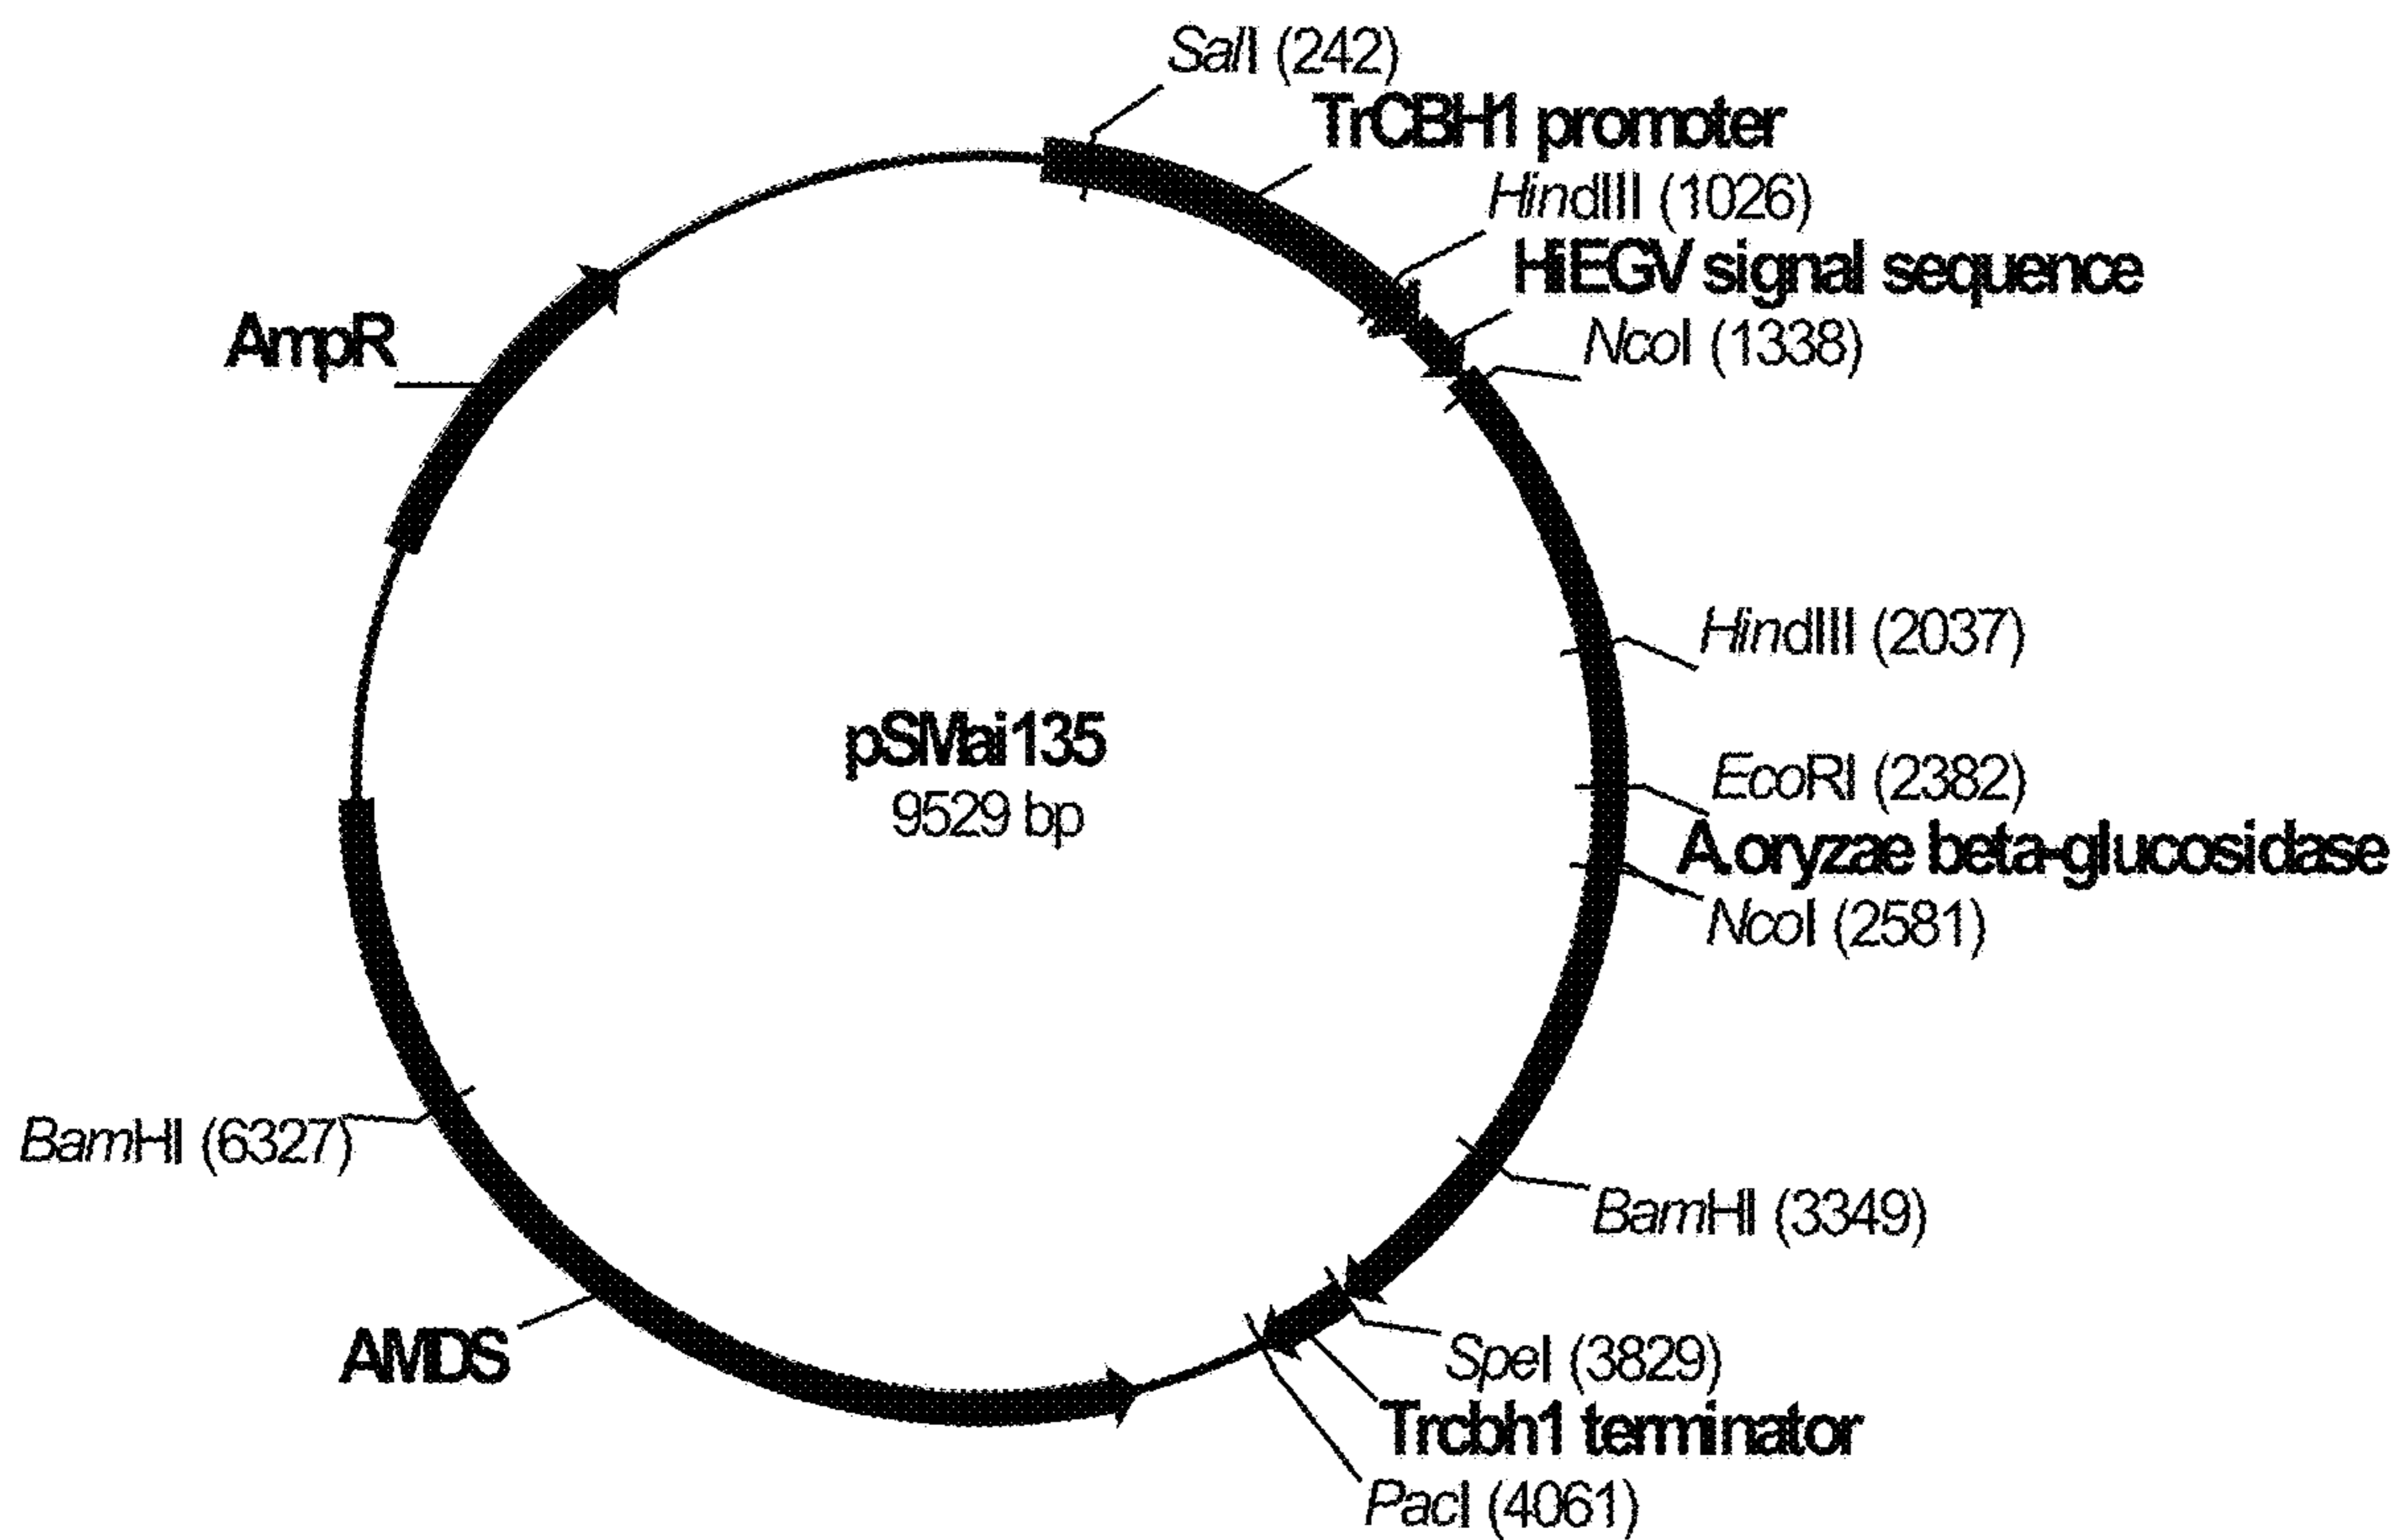 SalI (242)
TrCBH1 promoter
HindIII (1026)
HiEGV signal sequence
NcoI (1338)
AmpR
HindIII (2037)
pSMai135
9529 bp
EcoRI (2382)
A.oryzae beta-glucosidase
NcoI (2581)
BamHI (6327)
BamHI (3349)
AMDS
SpeI (3829)
Trcbh1 terminator
PacI (4061)